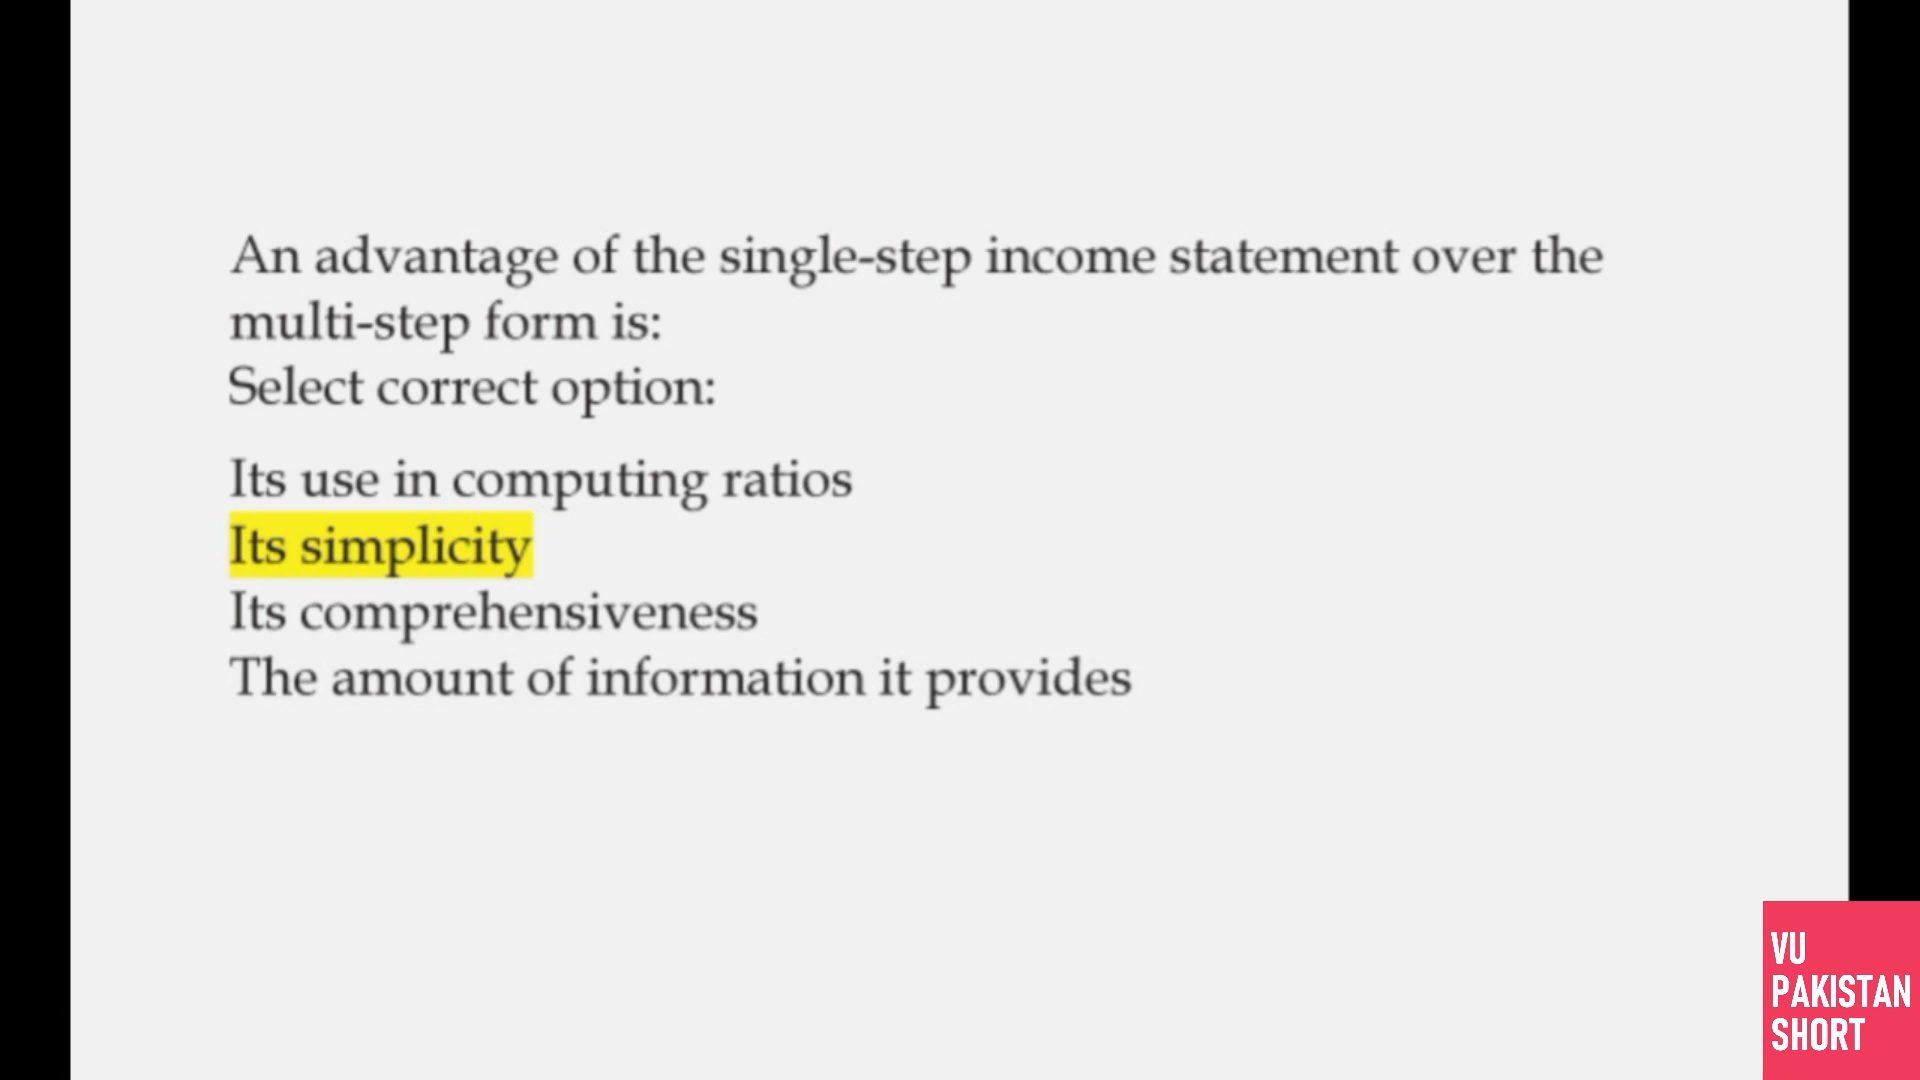 An advantage of the single-step income statement over the
multi-step form is:
Select correct option:
Its use in computing ratios
Its simplicity
Its comprehensiveness
The amount of information it provides
VU
PAKISTAN
SHORT